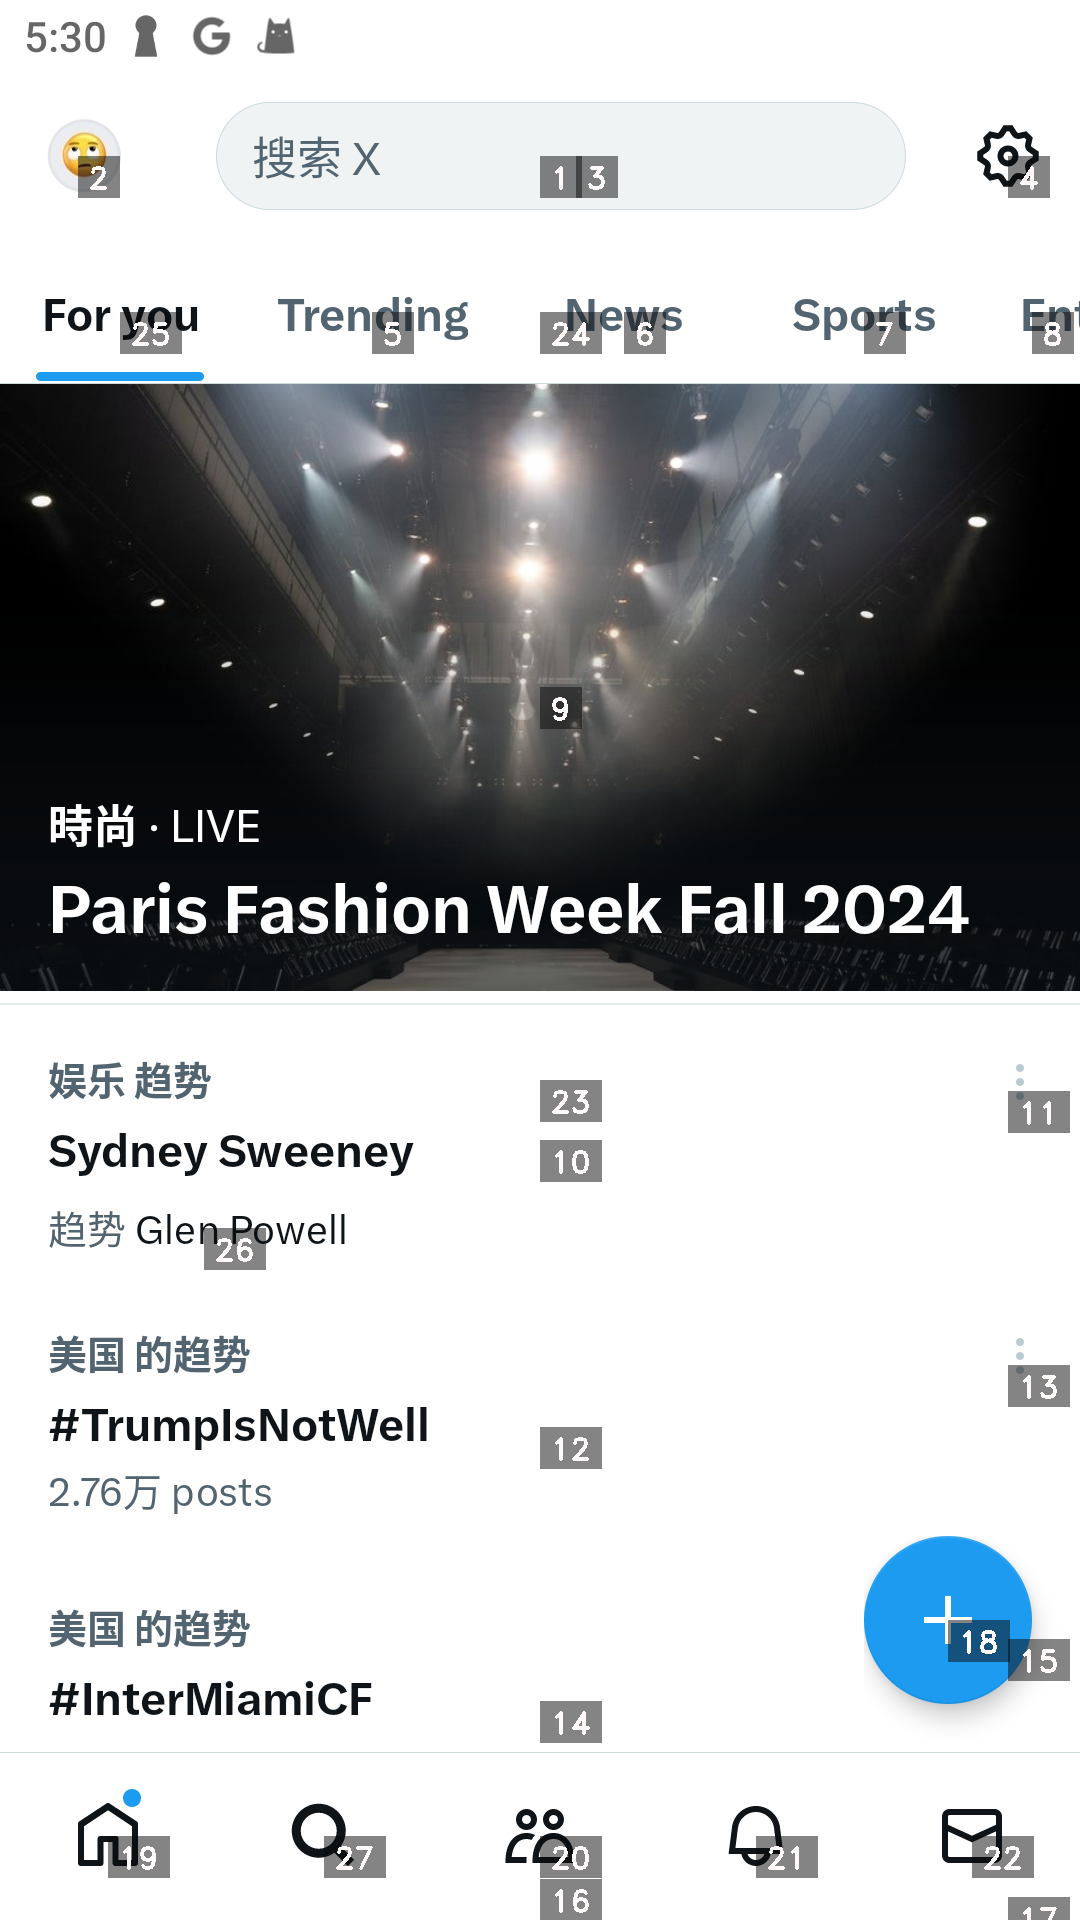 5:30
搜索 X
2
1
3
4
For you
Trending
News
Sports
Ent
25
5
24
6
7
8
9
時尚 · LIVE
Paris Fashion Week Fall 2024
娱乐 趋势
23
11
Sydney Sweeney
10
趋势 Glen Powell
26
美国 的趋势
13
#TrumpIsNotWell
12
2.76万 posts
美国 的趋势
18
15
#InterMiamiCF
14
19
27
20
21
22
16
17